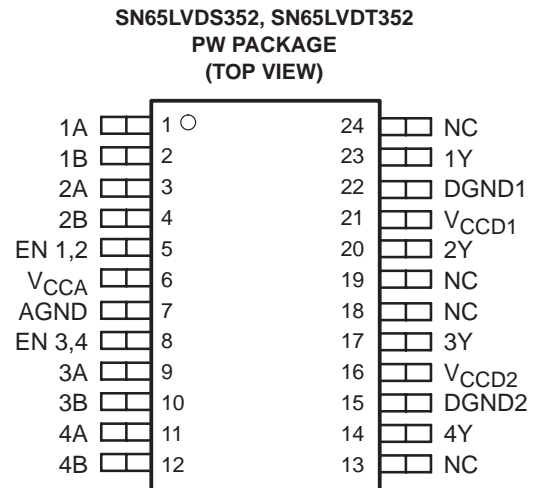 SN65LVDS352, SN65LVDT352
PW PACKAGE
(TOP VIEW)
1A 1 24 NC
1B 2 23 1Y
2A 3 22 DGND1
2B 4 21 VCCD1
EN 1,2 5 20 2Y
VCCA 6 19 NC
AGND 7 18 NC
EN 3,4 8 17 3Y
3A 9 16 VCCD2
3B 10 15 DGND2
4A 11 14 4Y
4B 12 13 NC